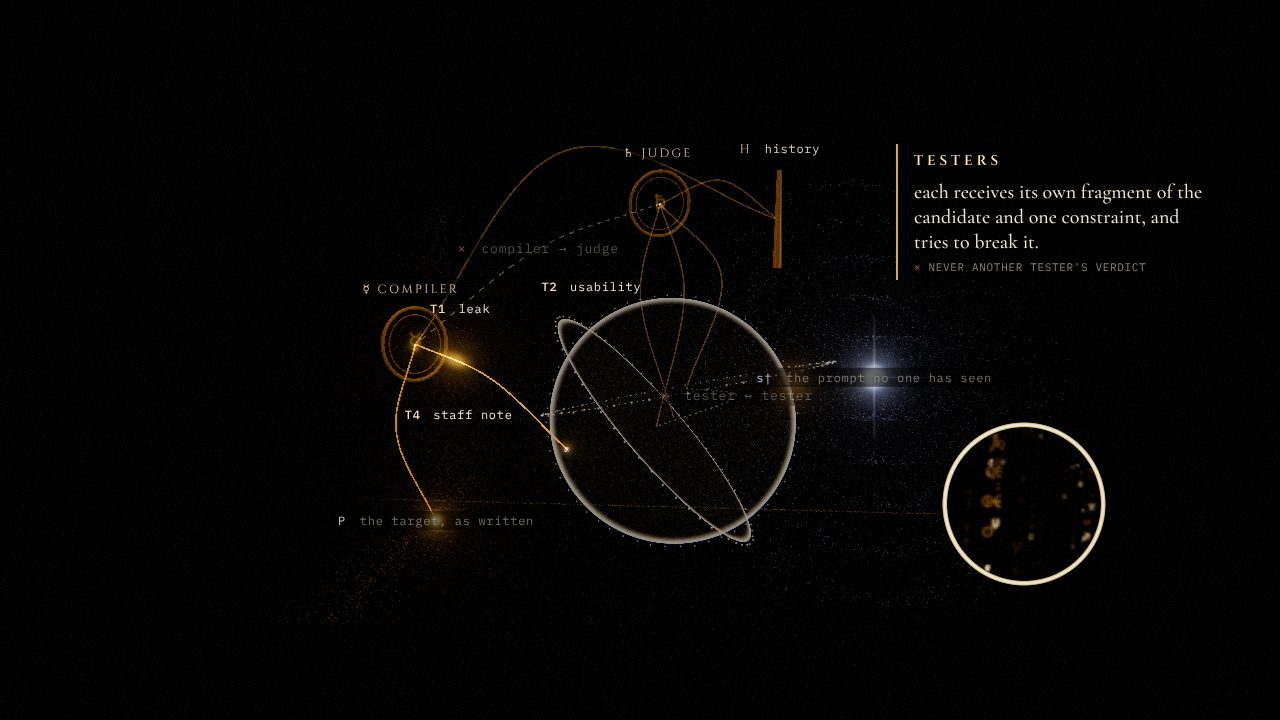 ♄ JUDGE
H history
TESTERS
each receives its own fragment of the
candidate and one constraint, and
tries to break it.
× NEVER ANOTHER TESTER'S VERDICT
× compiler → judge
☿ COMPILER
T2 usability
T1 leak
s† the prompt no one has seen
× tester ↔ tester
T4 staff note
P the target, as written